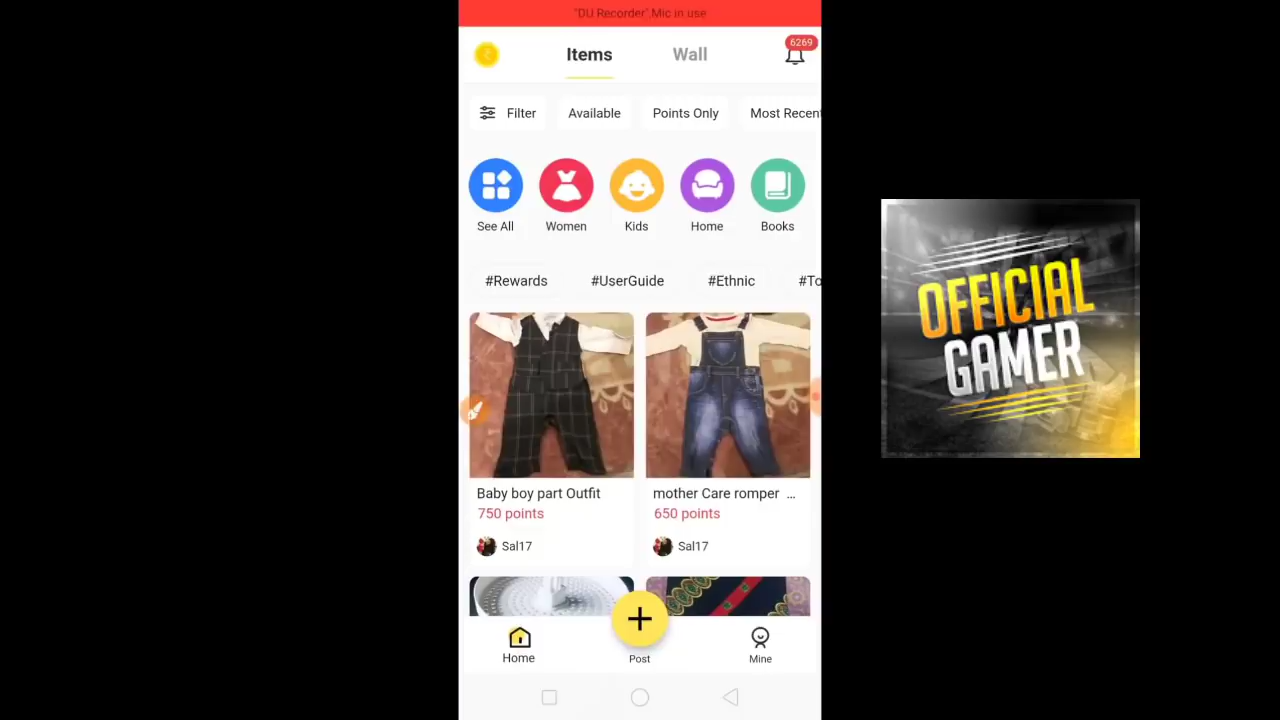 "DU Recorder" Mic in use
Items
Wall
6269
Filter
Available
Points Only
Most Recent
See All
Women
Kids
Home
Books
#Rewards
#UserGuide
#Ethnic
#To
OFFICIAL
GAMER
Baby boy part Outfit
mother Care romper ...
750 points
650 points
Sal17
Sal17
Home
Post
Mine